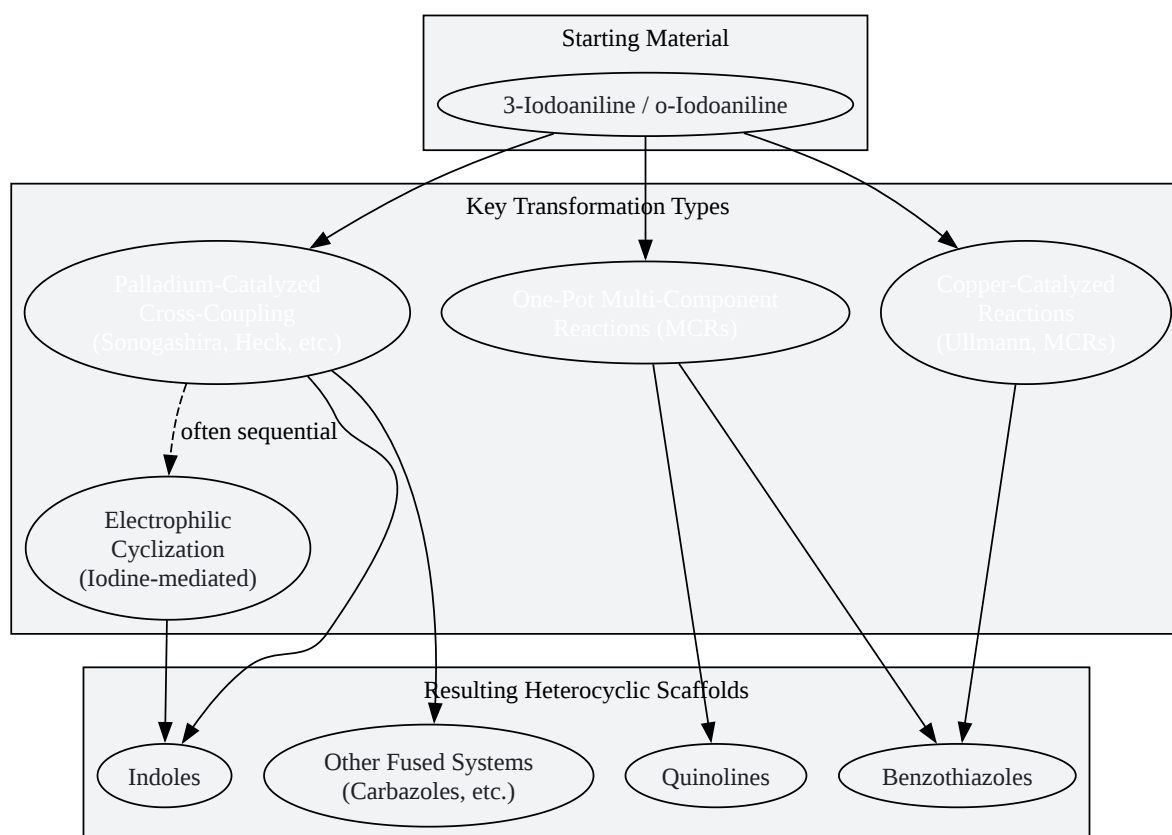 Starting Material
3-Iodoaniline / o-Iodoaniline
Key Transformation Types
Palladium-Catalyzed
Cross-Coupling
(Sonogashira, Heck, etc.)
One-Pot Multi-Component
Reactions (MCRs)
Copper-Catalyzed
Reactions
(Ullmann, MCRs)
often sequential
Electrophilic
Cyclization
(Iodine-mediated)
Resulting Heterocyclic Scaffolds
Indoles
Other Fused Systems
(Carbazoles, etc.)
Quinolines
Benzothiazoles